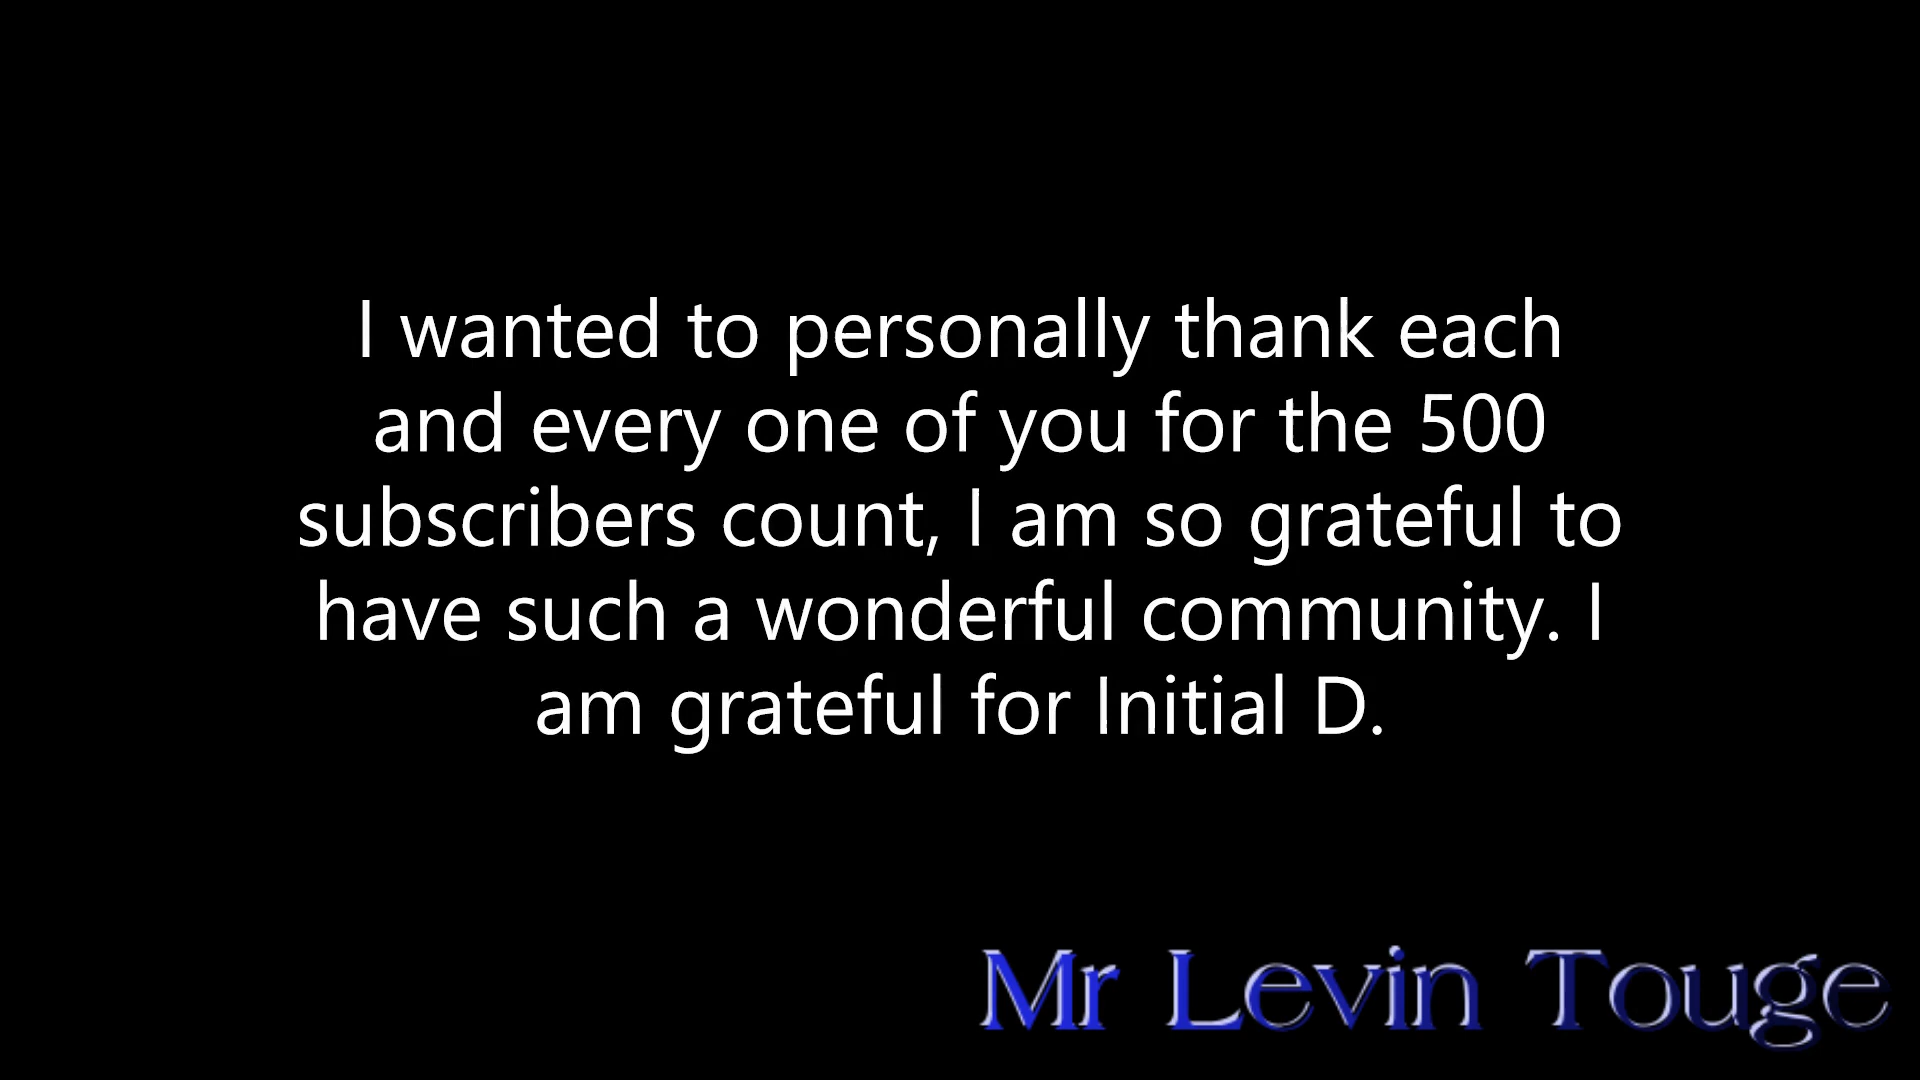 I wanted to personally thank each
and every one of you for the 500
subscribers count, I am so grateful to
have such a wonderful community. I
am grateful for Initial D.
Mr Levin Touge